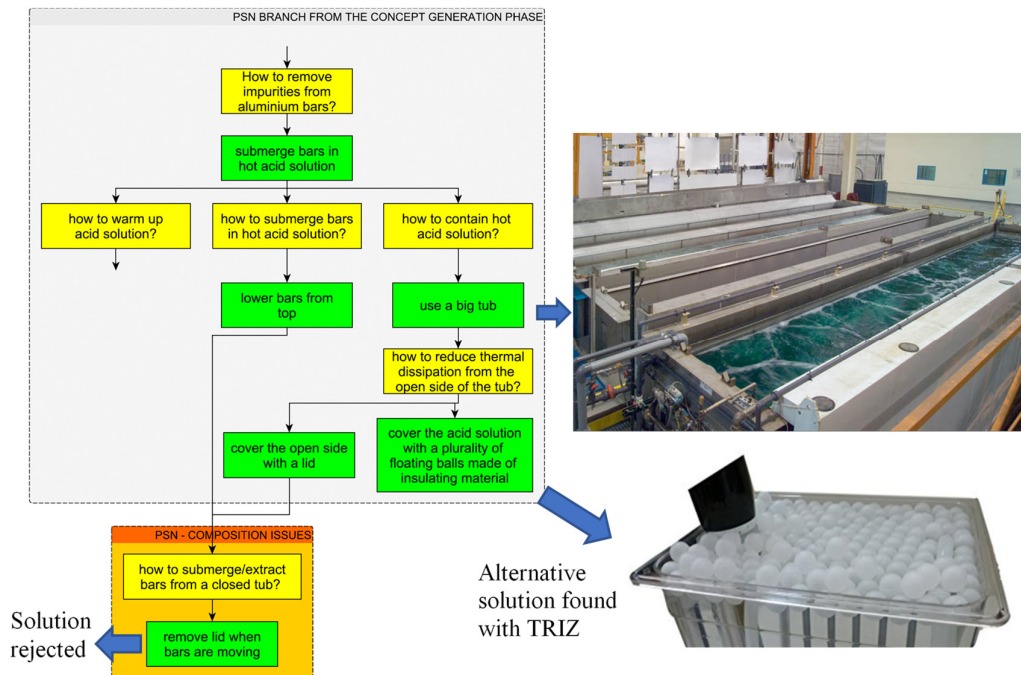 PSN BRANCH FROM THE CONCEPT GENERATION PHASE
How to remove
impurities from
aluminium bars?
submerge bars in
hot acid solution
how to warm up
acid solution?
how to submerge bars
in hot acid solution?
how to contain hot
acid solution?
lower bars from
top
use a big tub
how to reduce thermal
dissipation from the
open side of the tub?
cover the open side
with a lid
cover the acid solution
with a plurality of
floating balls made of
insulating material
PSN - COMPOSITION ISSUES
how to submerge/extract
bars from a closed tub?
remove lid when
bars are moving
Solution
rejected
Alternative
solution found
with TRIZ